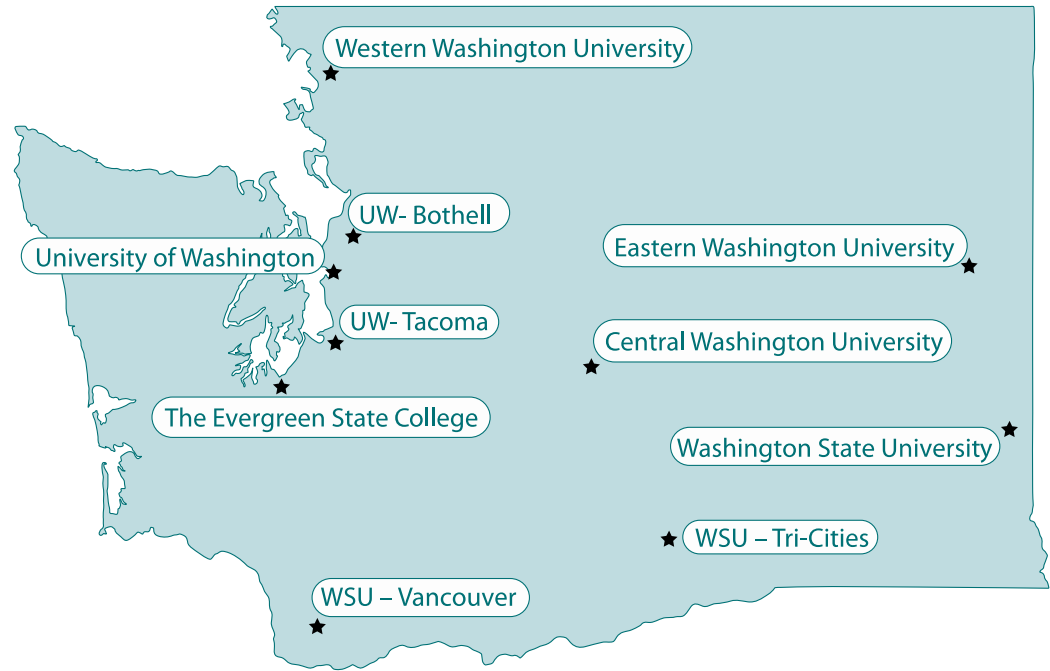 Western Washington University
UW- Bothell
University of Washington
Eastern Washington University
UW- Tacoma
Central Washington University
The Evergreen State College
Washington State University
WSU – Tri-Cities
WSU – Vancouver